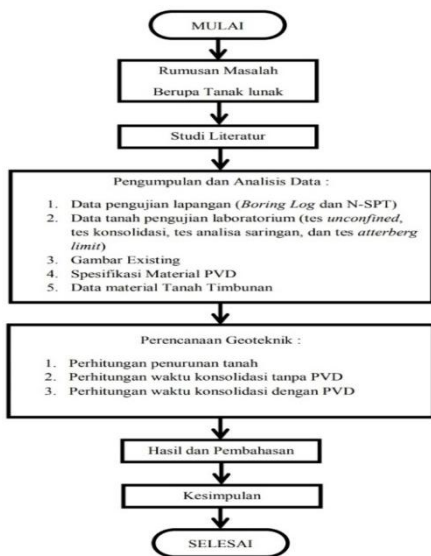 MULAI
Rumusan Masalah
Berupa Tanak lunak
Studi Literatur
Pengumpulan dan Analisis Data :
1. Data pengujian lapangan (Boring Log dan N-SPT)
2. Data tanah pengujian laboratorium (tes unconfined,
tes konsolidasi, tes analisa saringan, dan tes atterberg
limit)
3. Gambar Existing
4. Spesifikasi Material PVD
5. Data material Tanah Timbunan
Perencanaan Geoteknik :
1. Perhitungan penurunan tanah
2. Perhitungan waktu konsolidasi tanpa PVD
3. Perhitungan waktu konsolidasi dengan PVD
Hasil dan Pembahasan
Kesimpulan
SELESAI